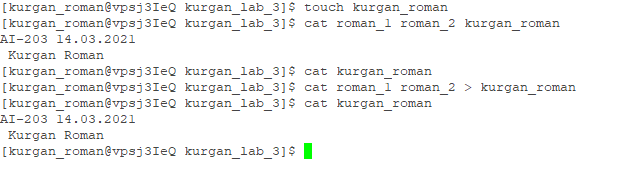 [kurgan_roman@vpsj3IeQ kurgan_lab_3]$ touch kurgan_roman
[kurgan_roman@vpsj3IeQ kurgan_lab_3]$ cat roman_1 roman_2 kurgan_roman
AI-203 14.03.2021
 Kurgan Roman
[kurgan_roman@vpsj3IeQ kurgan_lab_3]$ cat kurgan_roman
[kurgan_roman@vpsj3IeQ kurgan_lab_3]$ cat roman_1 roman_2 > kurgan_roman
[kurgan_roman@vpsj3IeQ kurgan_lab_3]$ cat kurgan_roman
AI-203 14.03.2021
 Kurgan Roman
[kurgan_roman@vpsj3IeQ kurgan_lab_3]$